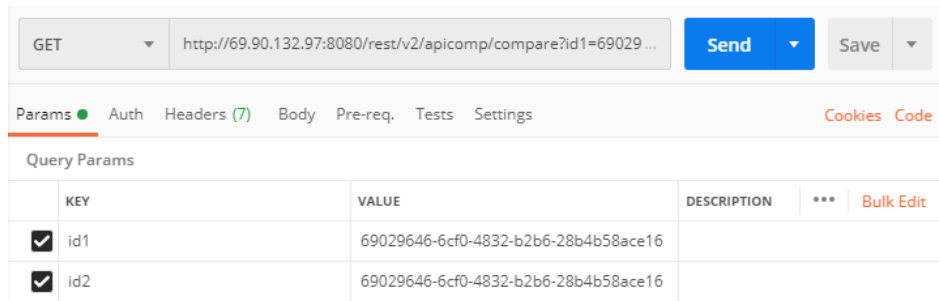 GET http://69.90.132.97:8080/rest/v2/apicomp/compare?id1=69029 ... Send Save
Params Auth Headers (7) Body Pre-req. Tests Settings Cookies Code
Query Params
KEY VALUE DESCRIPTION ••• Bulk Edit
id1 69029646-6cf0-4832-b2b6-28b4b58ace16
id2 69029646-6cf0-4832-b2b6-28b4b58ace16